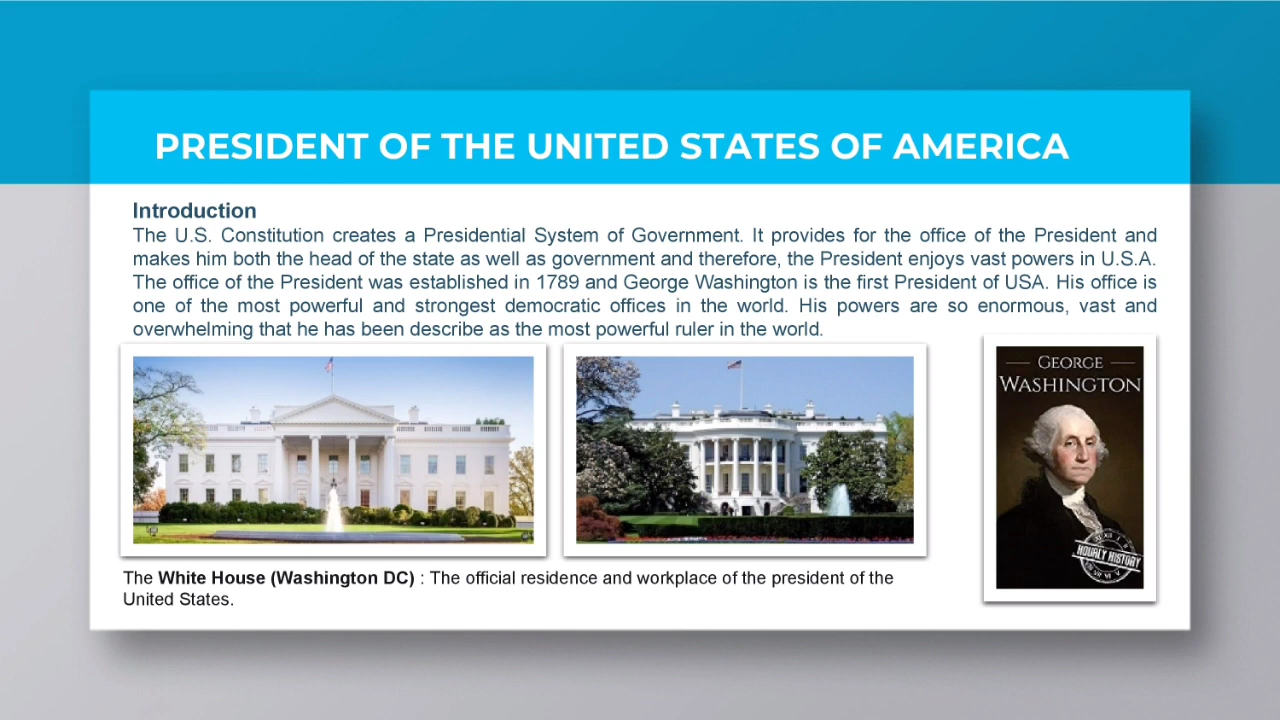 PRESIDENT OF THE UNITED STATES OF AMERICA
Introduction
The U.S. Constitution creates a Presidential System of Government. It provides for the office of the President and
makes him both the head of the state as well as government and therefore, the President enjoys vast powers in U.S.A.
The office of the President was established in 1789 and George Washington is the first President of USA. His office is
one of the most powerful and strongest democratic offices in the world. His powers are so enormous, vast and
overwhelming that he has been describe as the most powerful ruler in the world.
GEORGE
WASHINGTON
HOURLY HISTORY
The White House (Washington DC) : The official residence and workplace of the president of the
United States.